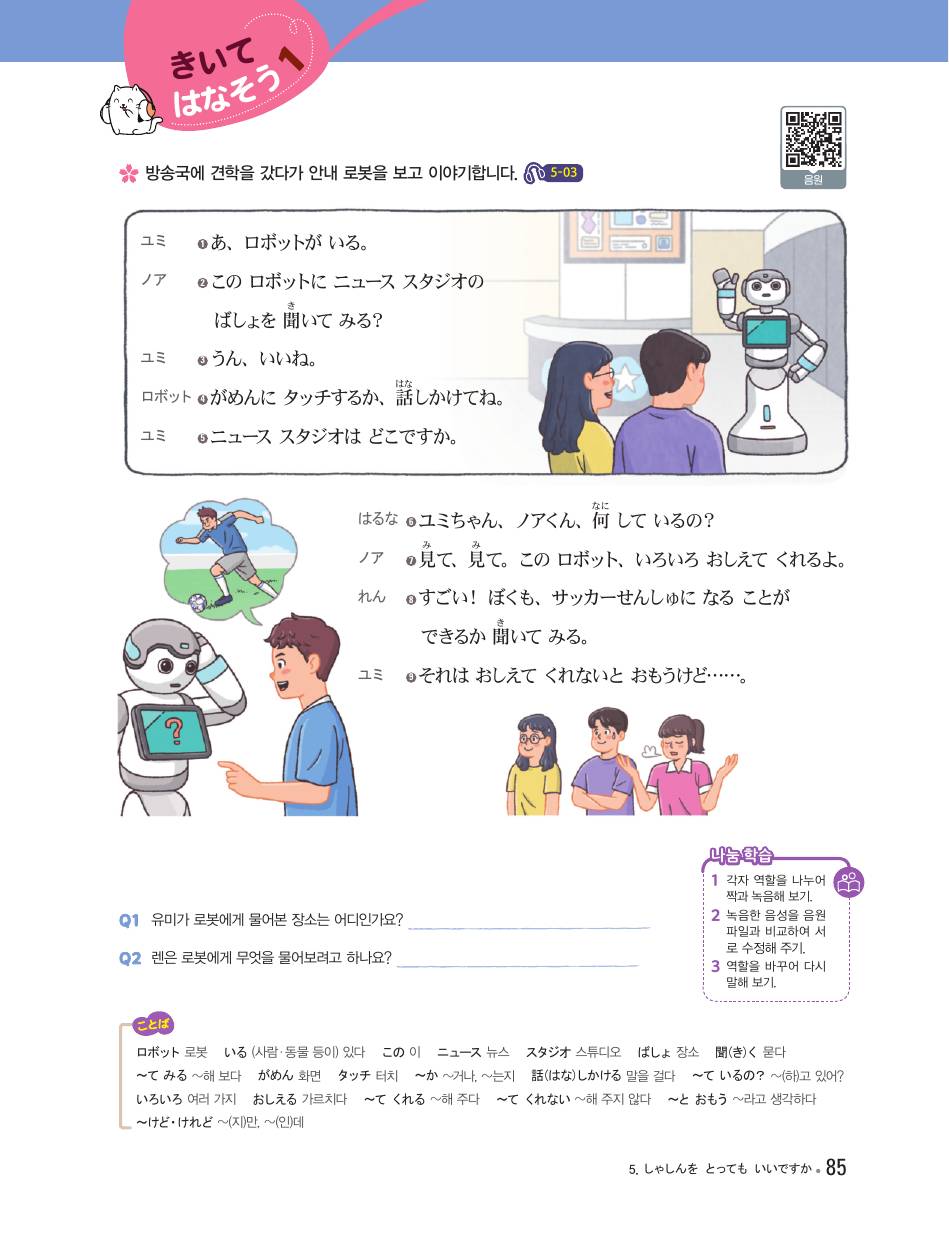 きいて
はなそう 1
방송국에 견학을 갔다가 안내 로봇을 보고 이야기합니다. 5-03
음원
ユミ ❶あ、ロボットが いる。
ノア ❷この ロボットに ニュース スタジオの
き
ばしょを 聞いて みる?
ユミ ❸うん、いいね。
はな
ロボット ❹がめんに タッチするか、話しかけてね。
ユミ ❺ニュース スタジオは どこですか。
なに
はるな ❻ユミちゃん、ノアくん、何 して いるの?
み み
ノア ❼見て、見て。この ロボット、いろいろ おしえて くれるよ。
れん ❽すごい! ぼくも、サッカーせんしゅに なる ことが
き
できるか 聞いて みる。
ユミ ❾それは おしえて くれないと おもうけど……。
?
나눔 학습
1 각자 역할을 나누어
짝과 녹음해 보기.
2 녹음한 음성을 음원
파일과 비교하여 서
로 수정해 주기.
3 역할을 바꾸어 다시
말해 보기.
Q1 유미가 로봇에게 물어본 장소는 어디인가요?
Q2 렌은 로봇에게 무엇을 물어보려고 하나요?
ことば
ロボット 로봇 いる (사람·동물 등이) 있다 この 이 ニュース 뉴스 スタジオ 스튜디오 ばしょ 장소 聞(き)く 묻다
~て みる ~해 보다 がめん 화면 タッチ 터치 ~か ~거나, ~는지 話(はな)しかける 말을 걸다 ~て いるの? ~(하)고 있어?
いろいろ 여러 가지 おしえる 가르치다 ~て くれる ~해 주다 ~て くれない ~해 주지 않다 ~と おもう ~라고 생각하다
~けど·けれど ~(지)만, ~(인)데
5. しゃしんを とっても いいですか 85